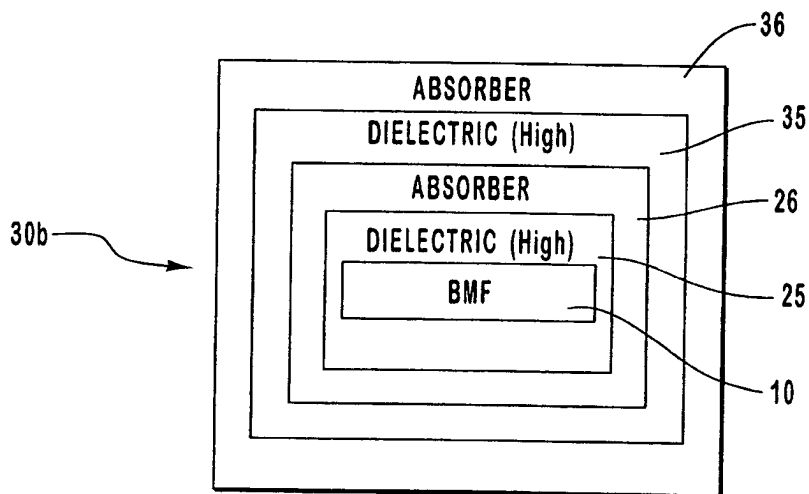 36
ABSORBER
35
DIELECTRIC (High)
ABSORBER
26
30b
DIELECTRIC (High)
25
BMF
10